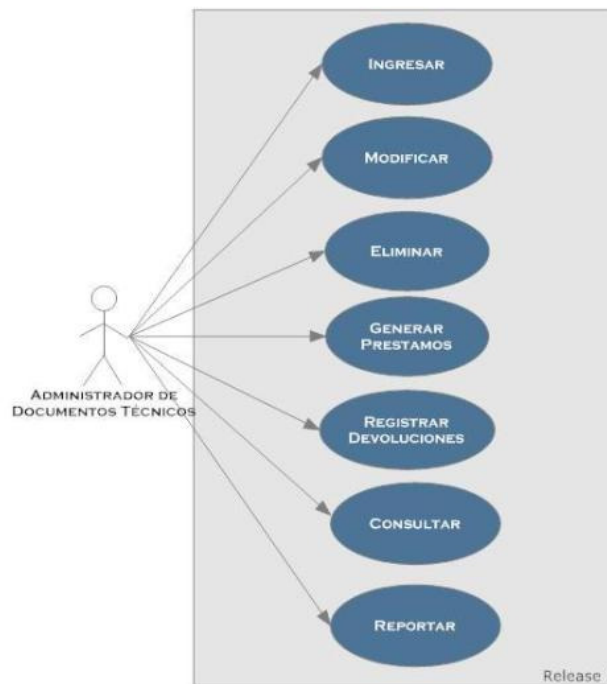 INGRESAR
MODIFICAR
ELIMINAR
GENERAR
PRESTAMOS
ADMINISTRADOR DE
DOCUMENTOS TÉCNICOS
REGISTRAR
DEVOLUCIONES
CONSULTAR
REPORTAR
Release